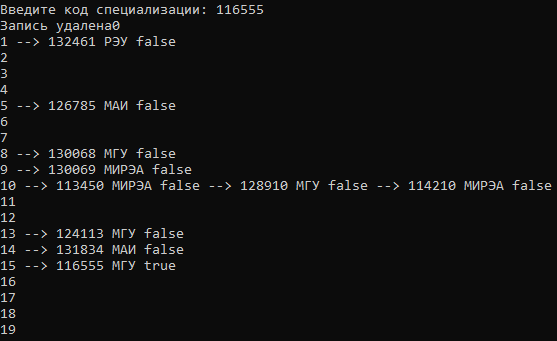 Введите код специализации: 116555
Запись удалена0
1 --> 132461 РЭУ false
2
3
4
5 --> 126785 МАИ false
6
7
8 --> 130068 МГУ false
9 --> 130069 МИРЭА false
10 --> 113450 МИРЭА false --> 128910 МГУ false --> 114210 МИРЭА false
11
12
13 --> 124113 МГУ false
14 --> 131834 МАИ false
15 --> 116555 МГУ true
16
17
18
19